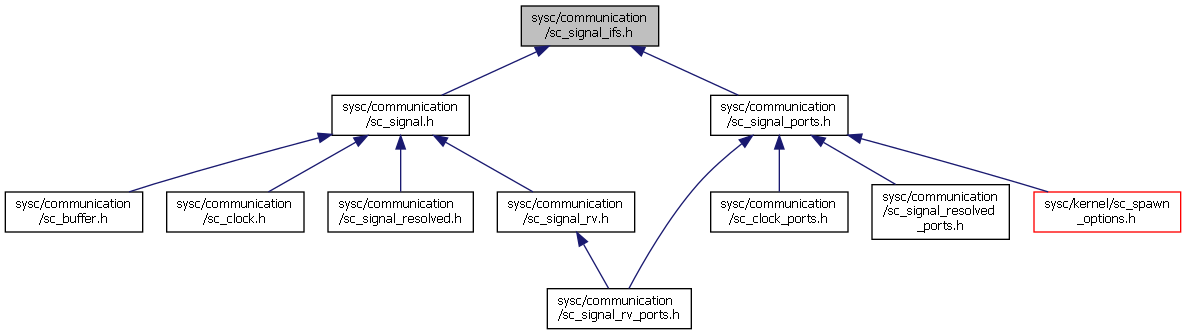 sysc/communication
/sc_signal_ifs.h
sysc/communication
/sc_signal.h
sysc/communication
/sc_signal_ports.h
sysc/communication
/sc_buffer.h
sysc/communication
/sc_clock.h
sysc/communication
/sc_signal_resolved.h
sysc/communication
/sc_signal_rv.h
sysc/communication
/sc_clock_ports.h
sysc/communication
/sc_signal_resolved
_ports.h
sysc/kernel/sc_spawn
_options.h
sysc/communication
/sc_signal_rv_ports.h